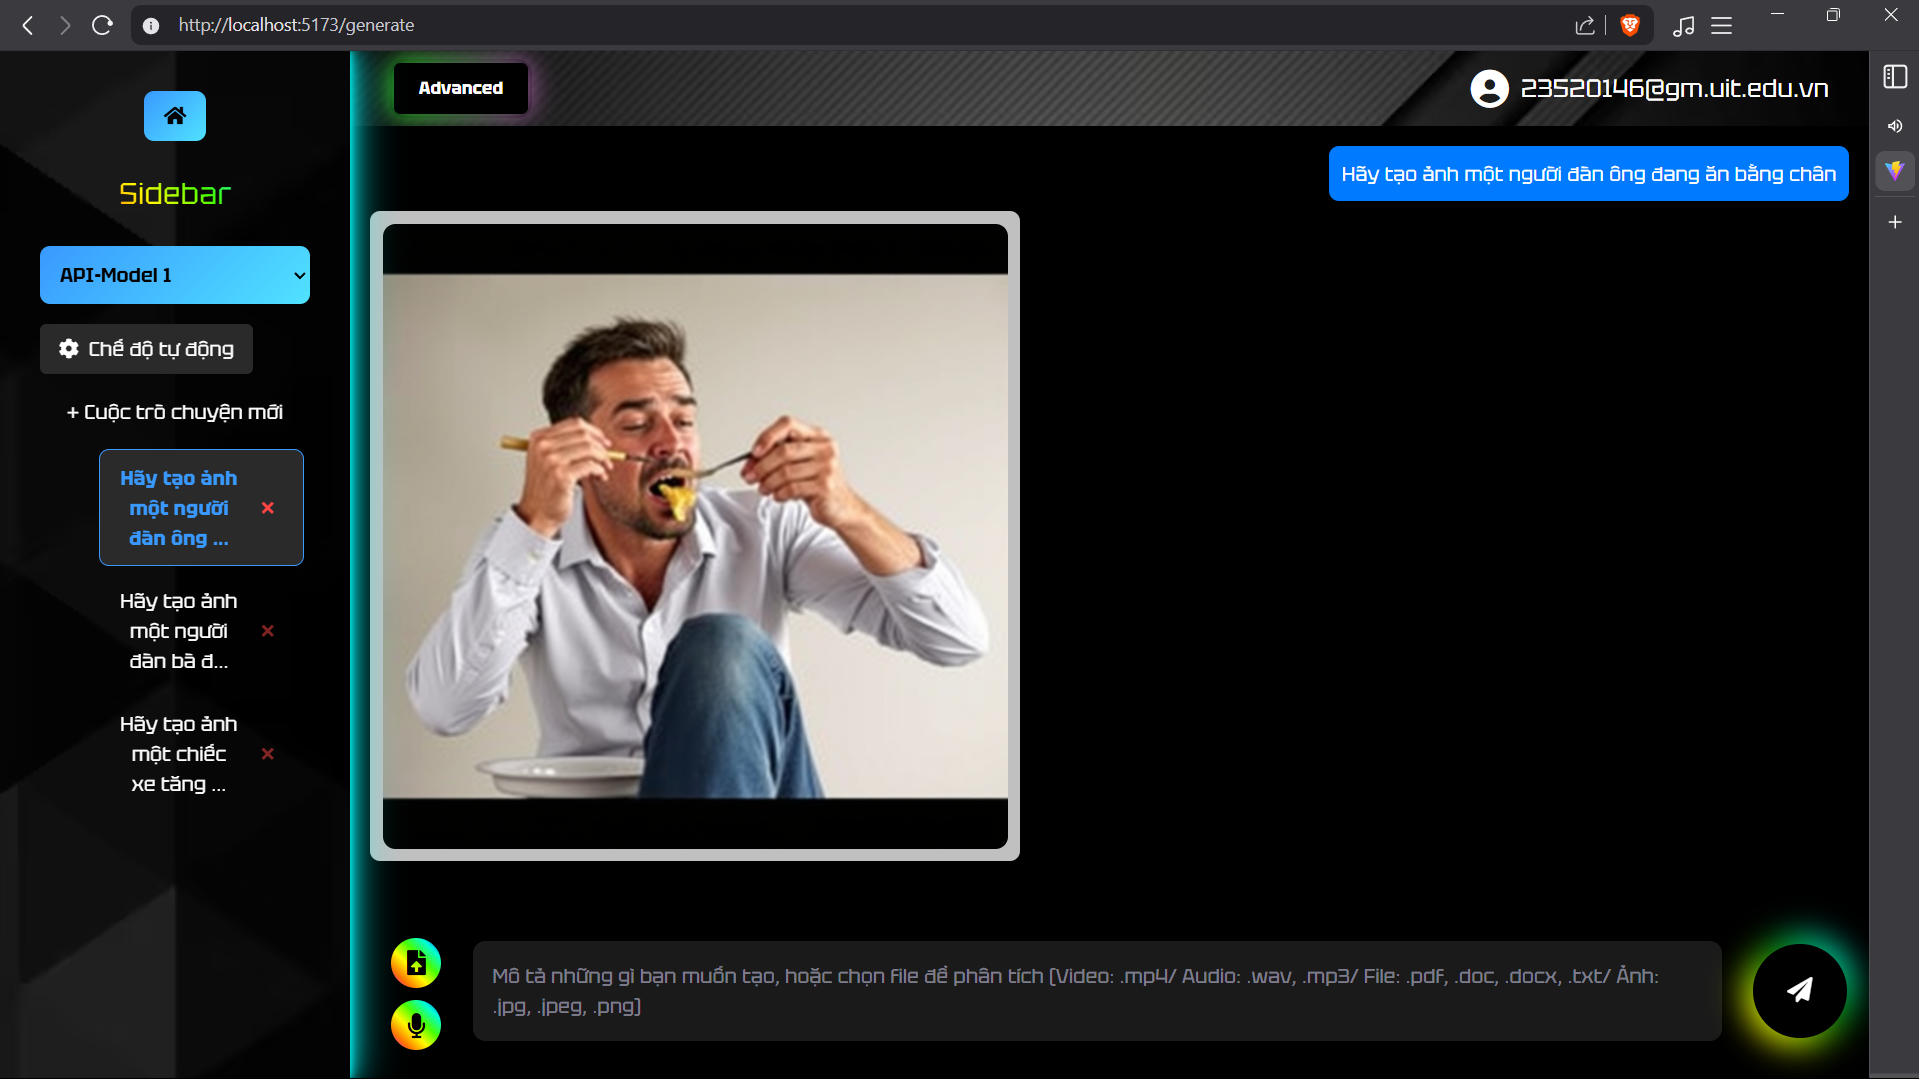 http://localhost:5173/generate
Advanced
23520146@gm.uit.edu.vn
Sidebar
API-Model 1
Chế độ tự động
+ Cuộc trò chuyện mới
Hãy tạo ảnh
một người
đàn ông ...
×
Hãy tạo ảnh
một người
đàn bà đ...
×
Hãy tạo ảnh
một chiếc
xe tăng ...
×
Hãy tạo ảnh một người đàn ông đang ăn bằng chân
Mô tả những gì bạn muốn tạo, hoặc chọn file để phân tích (Video: .mp4/ Audio: .wav, .mp3/ File: .pdf, .doc, .docx, .txt/ Ảnh:
.jpg, .jpeg, .png)